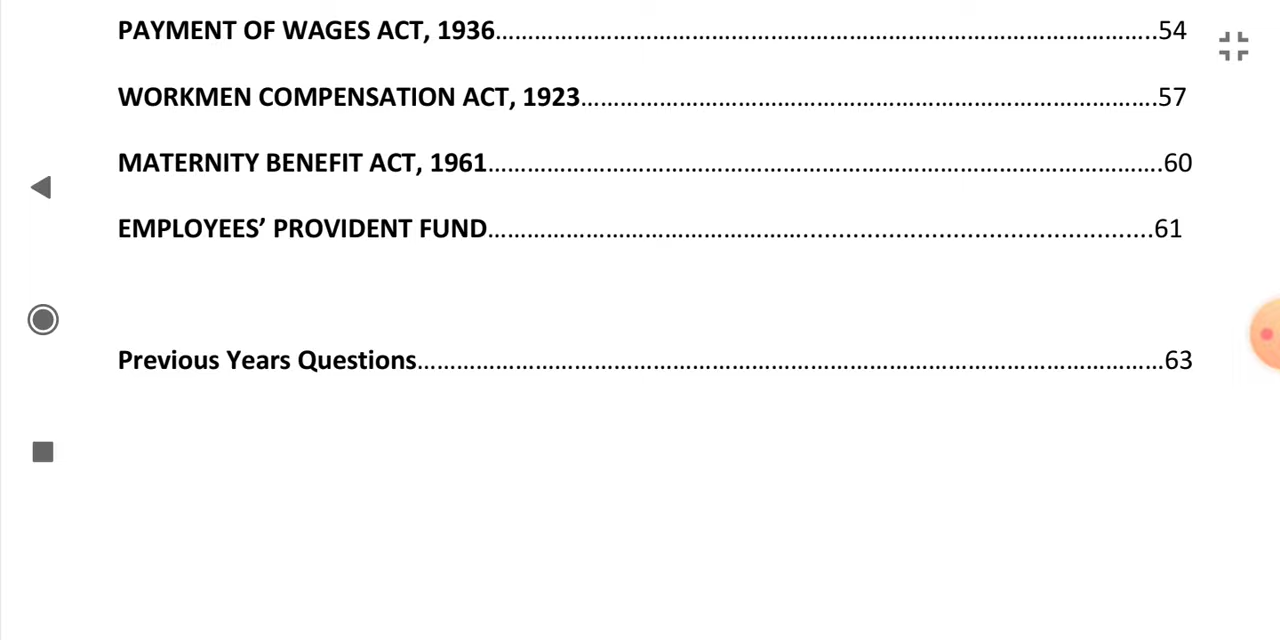 PAYMENT OF WAGES ACT, 1936……………………………………………………………………………………………..54
WORKMEN COMPENSATION ACT, 1923………………………………………………………………………………….57
MATERNITY BENEFIT ACT, 1961……………………………………………………………………………………………….60
EMPLOYEES’ PROVIDENT FUND…………………………………………………………………………………………….61
Previous Years Questions………………………………………………………………………………………………………….63